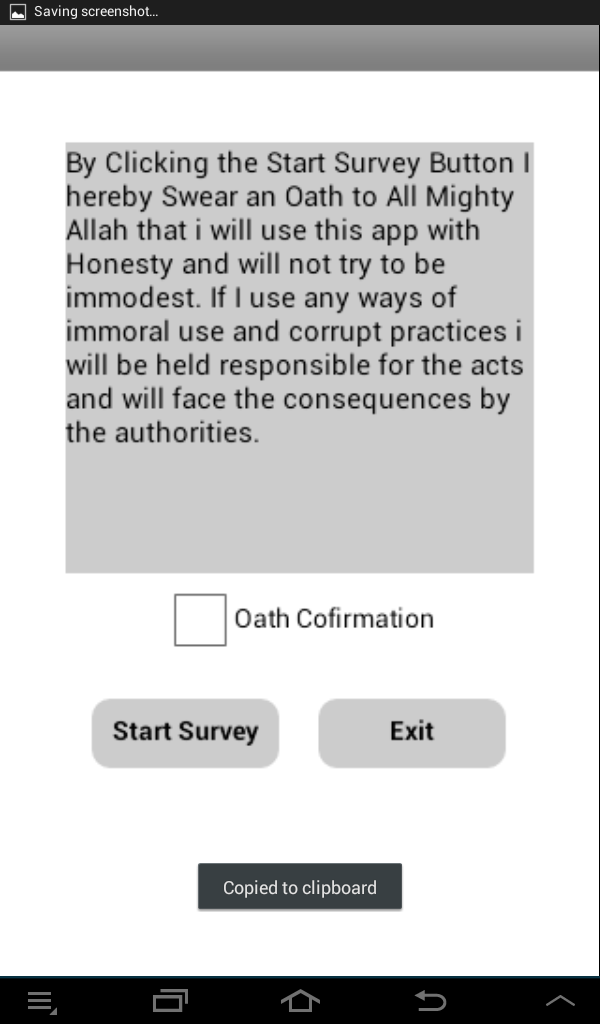 Saving screenshot...
By Clicking the Start Survey Button I
hereby Swear an Oath to All Mighty
Allah that i will use this app with
Honesty and will not try to be
immodest. If I use any ways of
immoral use and corrupt practices i
will be held responsible for the acts
and will face the consequences by
the authorities.
Oath Cofirmation
Start Survey
Exit
Copied to clipboard